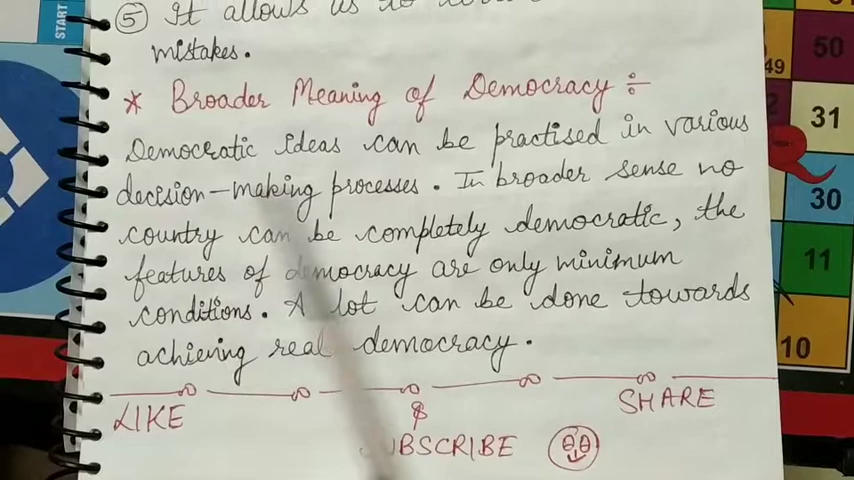 START
⑤ It allows us to
mistakes.
* Broader Meaning of Democracy ÷
Democratic ideas can be practised in various
decision-making processes. In broader sense no
country can be completely democratic, the
features of democracy are only minimum
conditions. A lot can be done towards
achieving real democracy.
LIKE
&
SUBSCRIBE
SHARE
50
49
31
30
11
10